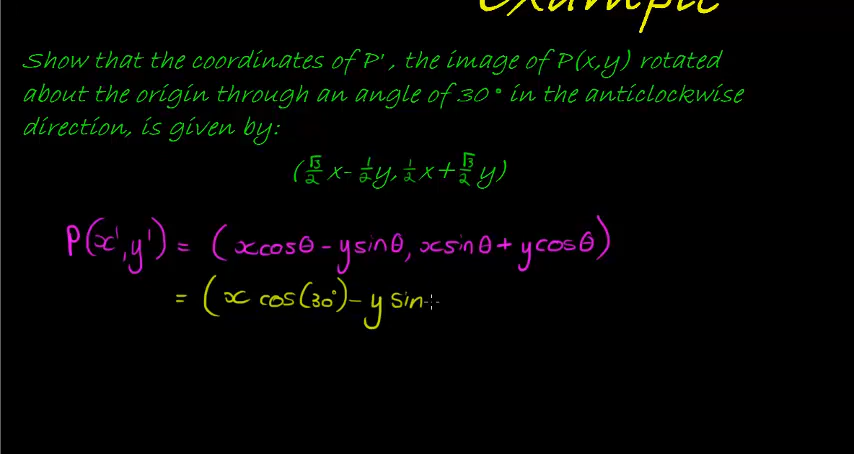 Example
Show that the coordinates of P', the image of P(x,y) rotated
about the origin through an angle of 30° in the anticlockwise
direction, is given by:
(√3/2 x- 1/2 y, 1/2 x+ √3/2 y)
P(x',y') = (xcosθ - ysinθ, xsinθ + ycosθ)
= (x cos(30°) - y sin